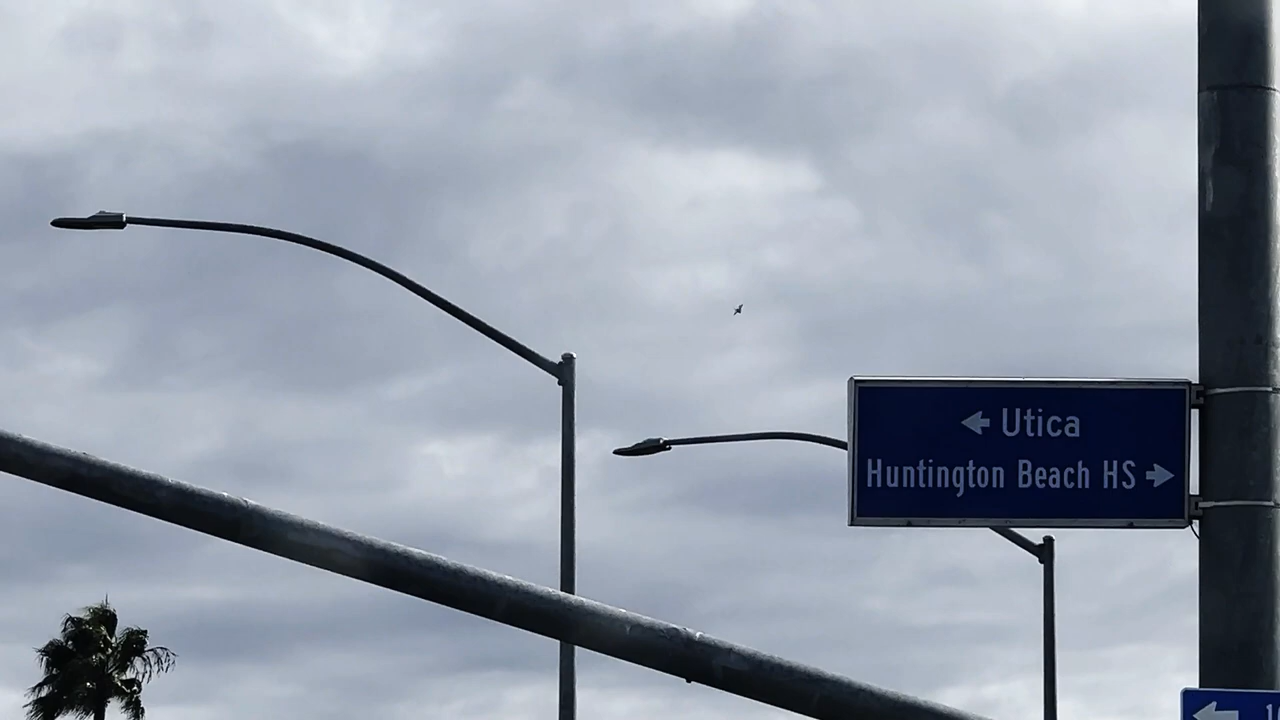 ← Utica
Huntington Beach HS →
←